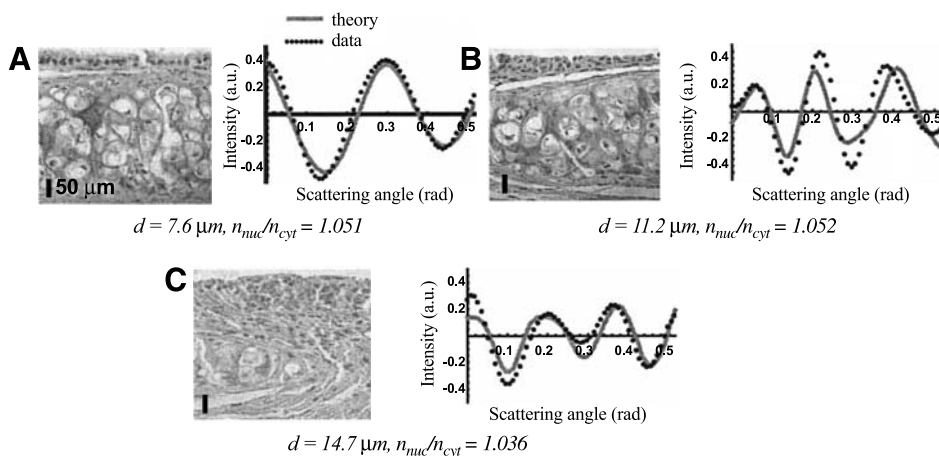 theory
data
A
0.4
0.2
-0.2
-0.4
0.1 0.2 0.3 0.4 0.5
Intensity (a.u.)
Scattering angle (rad)
50 µm
d = 7.6 µm, nnuc/ncyt = 1.051
B
0.4
0.2
-0.2
-0.4
0.1 0.2 0.3 0.4 0.5
Intensity (a.u.)
Scattering angle (rad)
d = 11.2 µm, nnuc/ncyt = 1.052
C
0.4
0.2
-0.2
-0.4
0.1 0.2 0.3 0.4 0.5
Intensity (a.u.)
Scattering angle (rad)
d = 14.7 µm, nnuc/ncyt = 1.036